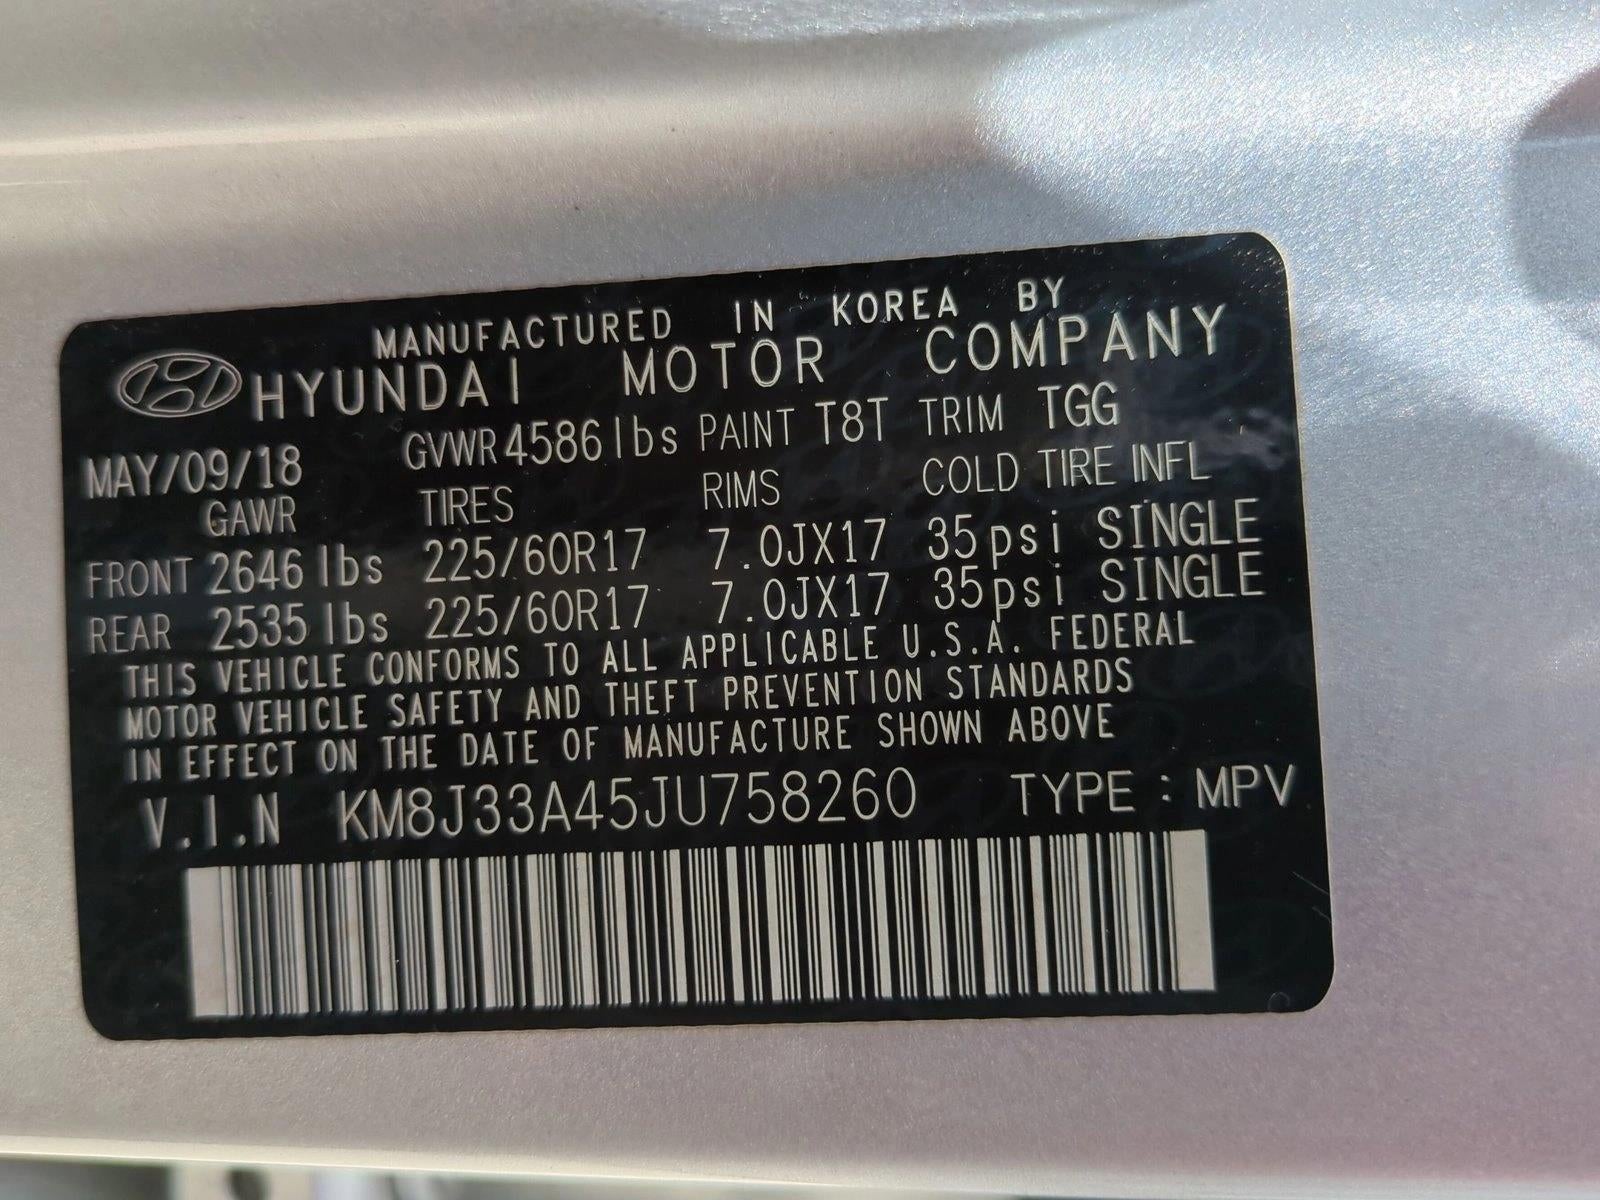 MANUFACTURED IN KOREA BY
HYUNDAI MOTOR COMPANY
MAY/09/18 GVWR 4586 lbs PAINT T8T TRIM TGG
GAWR TIRES RIMS COLD TIRE INFL
FRONT 2646 lbs 225/60R17 7.0JX17 35psi SINGLE
REAR 2535 lbs 225/60R17 7.0JX17 35psi SINGLE
THIS VEHICLE CONFORMS TO ALL APPLICABLE U.S.A. FEDERAL
MOTOR VEHICLE SAFETY AND THEFT PREVENTION STANDARDS
IN EFFECT ON THE DATE OF MANUFACTURE SHOWN ABOVE
V.I.N KM8J33A45JU758260 TYPE : MPV